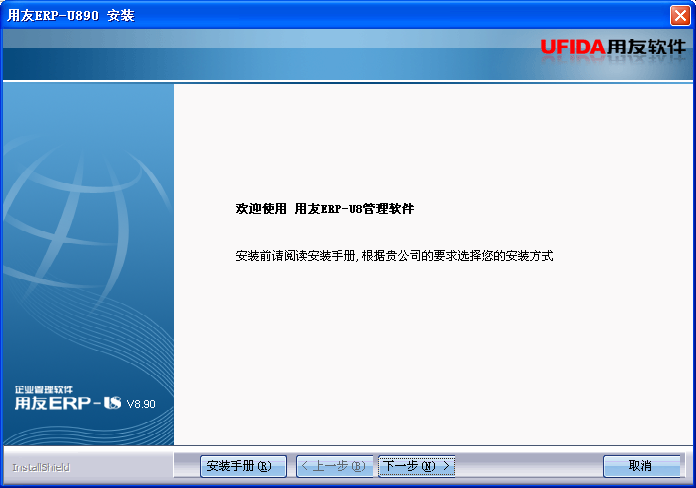 用友ERP-U890 安装
UFIDA用友软件
欢迎使用 用友ERP-U8管理软件
安装前请阅读安装手册,根据贵公司的要求选择您的安装方式
企业管理软件
用友ERP-U8 V8.90
InstallShield
安装手册(R)
< 上一步(B)
下一步(N) >
取消